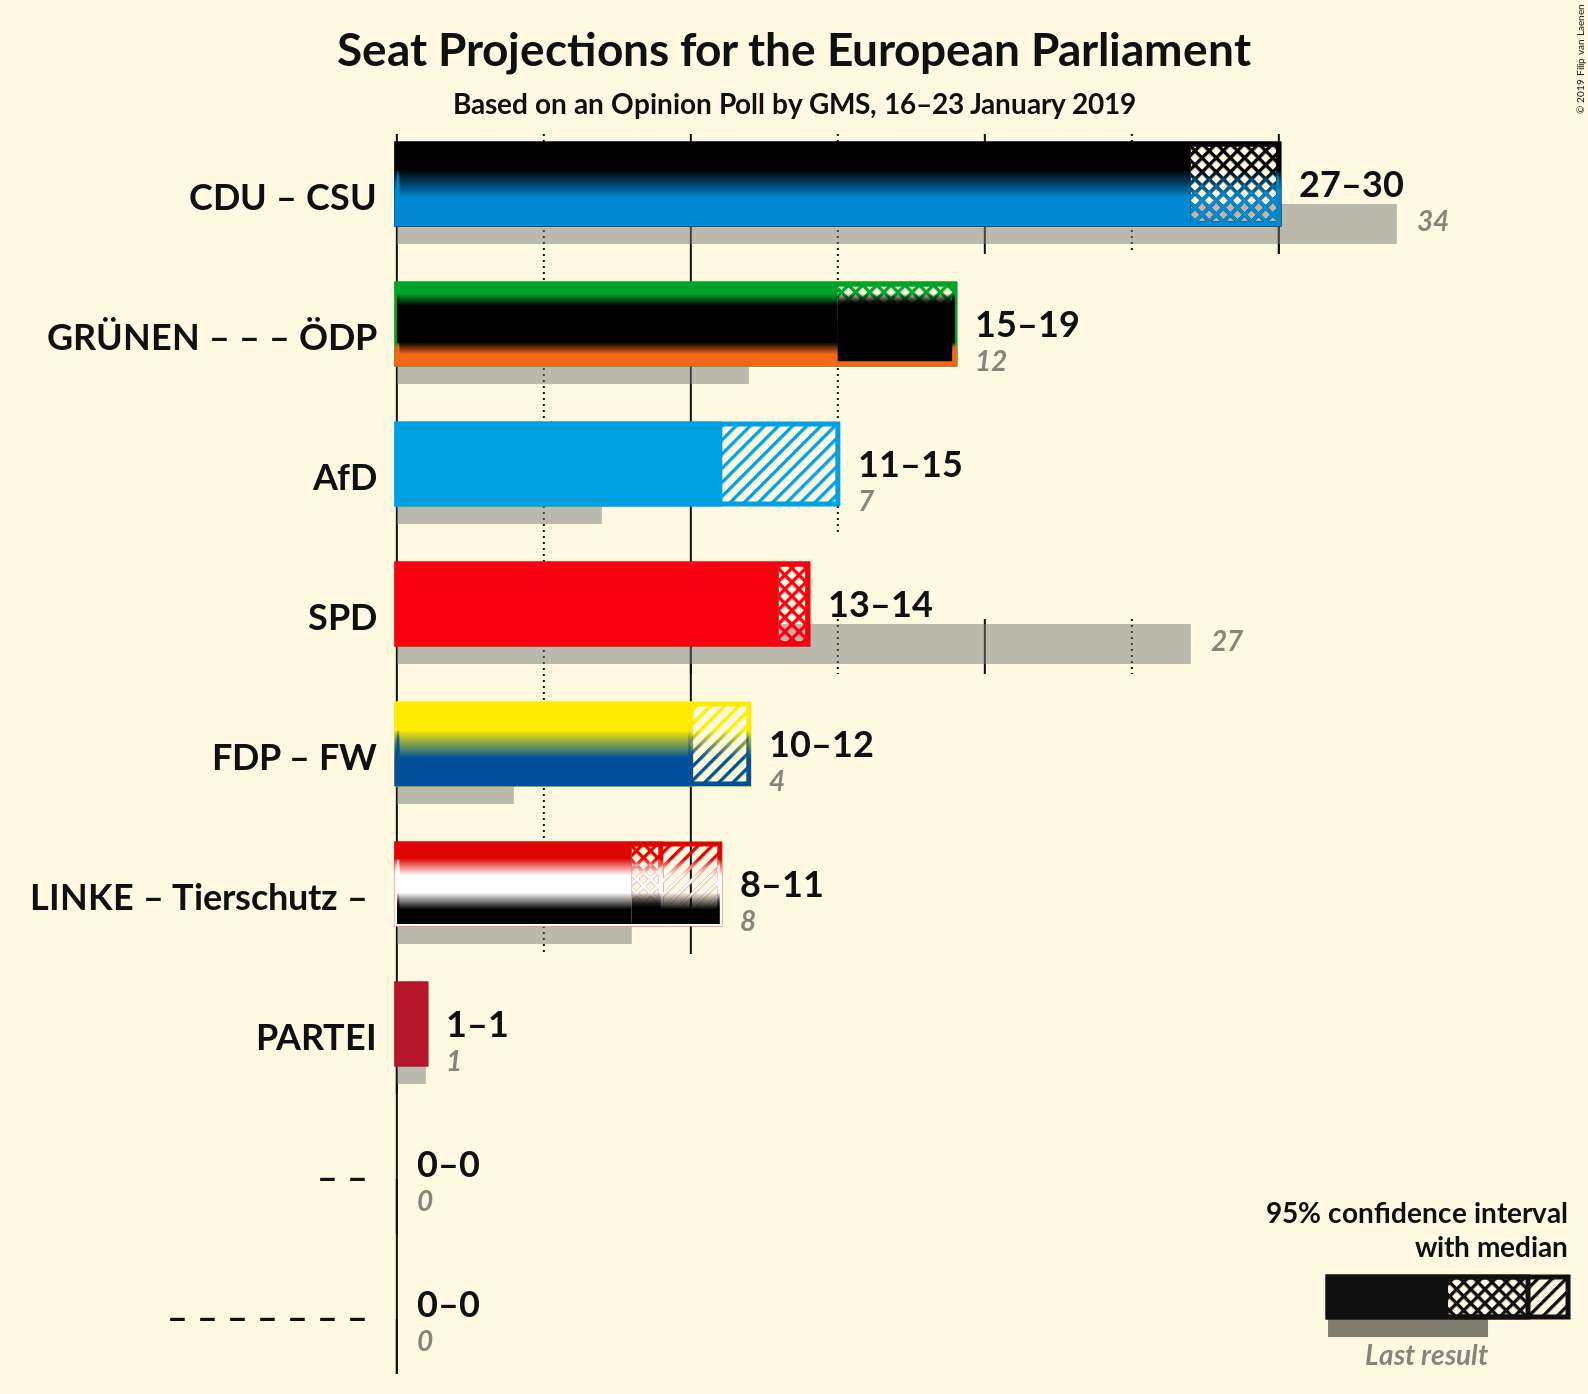 Seat Projections for the European Parliament
Based on an Opinion Poll by GMS, 16–23 January 2019
© 2019 Filip van Laenen
CDU – CSU
27–30
34
GRÜNEN – – – ÖDP
15–19
12
AfD
11–15
7
SPD
13–14
27
FDP – FW
10–12
4
LINKE – Tierschutz –
8–11
8
PARTEI
1–1
1
– –
0–0
0
– – – – – – –
0–0
0
95% confidence interval
with median
Last result